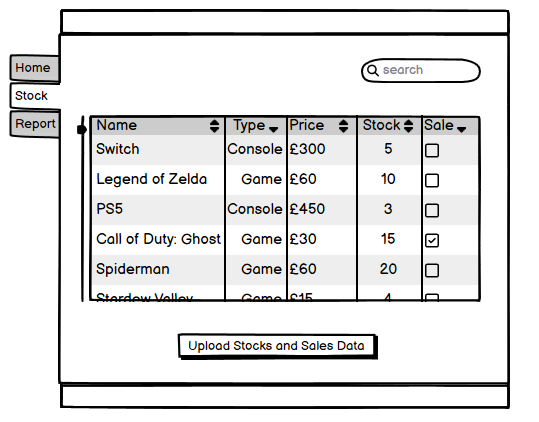 Home
Stock
Report
search
Name Type Price Stock Sale
Switch Console £300 5
Legend of Zelda Game £60 10
PS5 Console £450 3
Call of Duty: Ghost Game £30 15
Spiderman Game £60 20
Stardew Valley Game £15 4
Upload Stocks and Sales Data